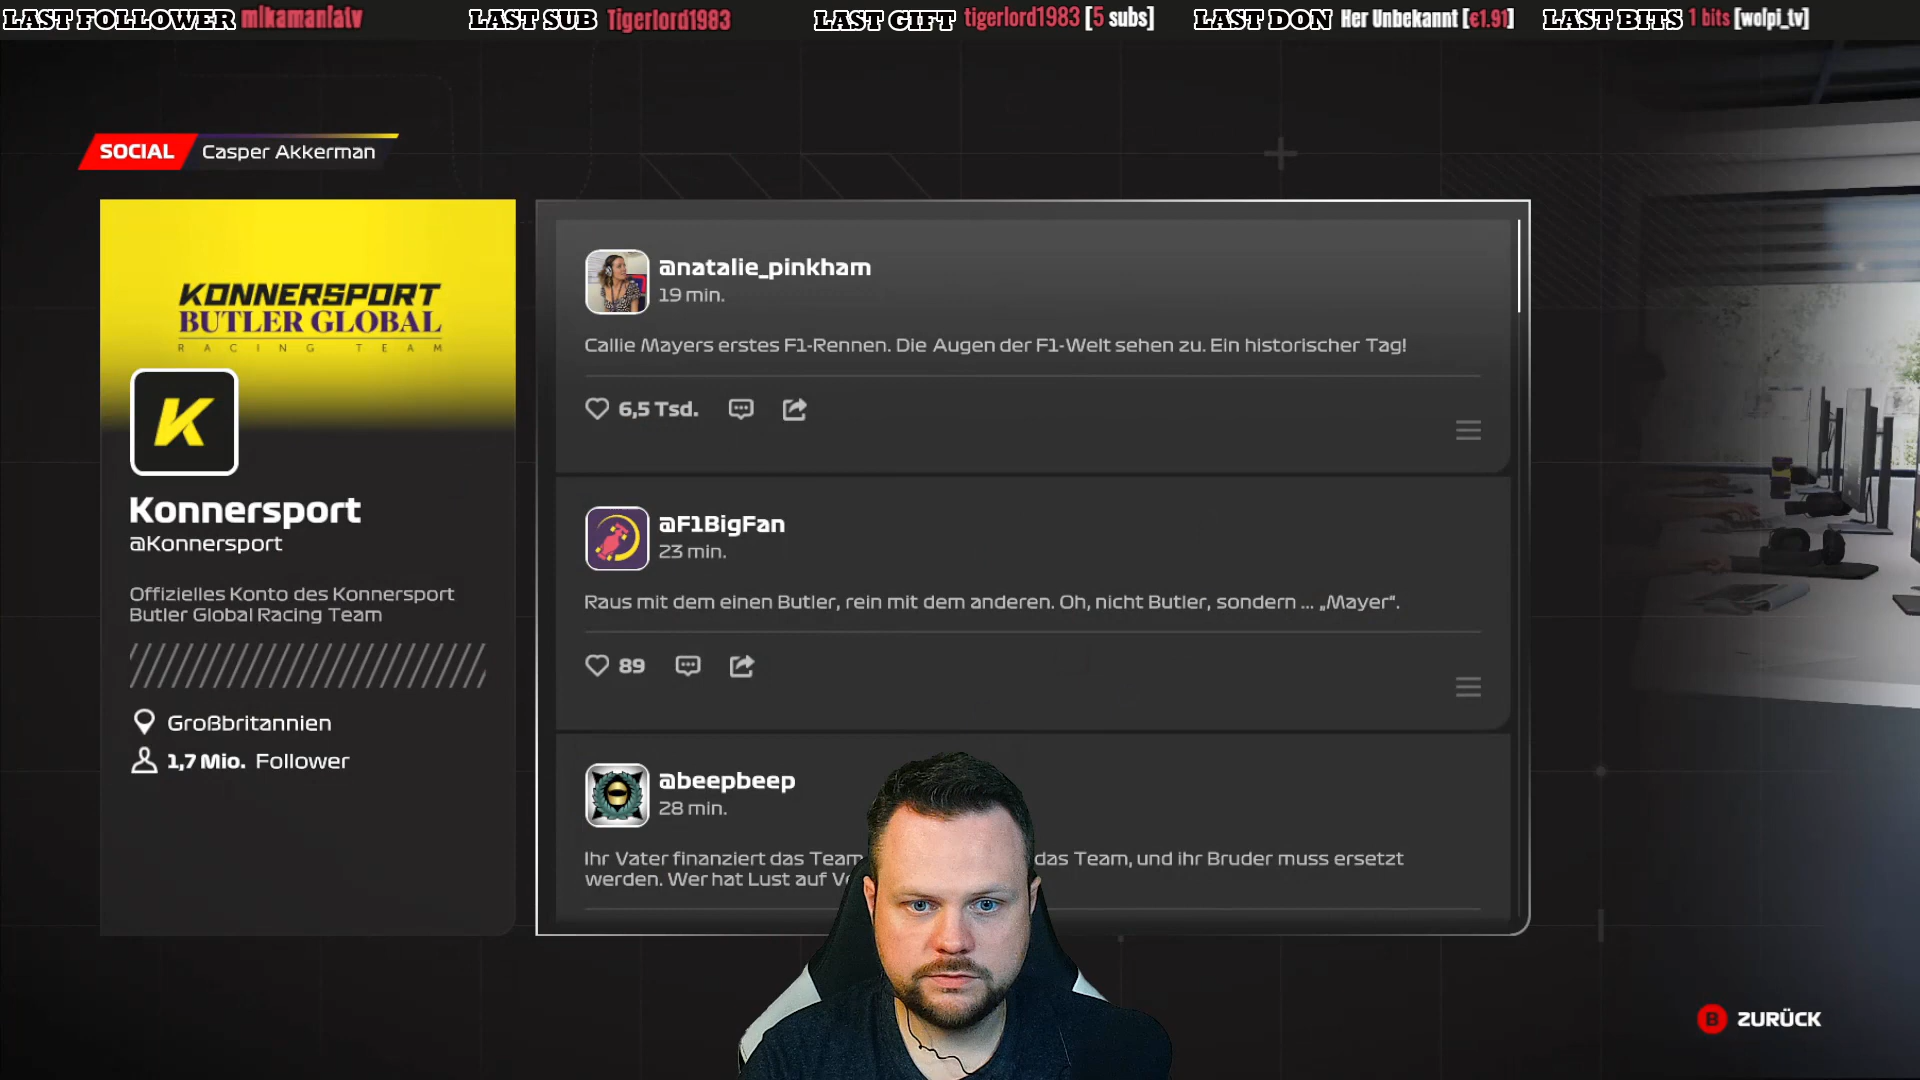 LAST FOLLOWER mikamaniatv
LAST SUB Tigerlord1983
LAST GIFT tigerlord1983 [5 subs]
LAST DON Her Unbekannt [€1.91]
LAST BITS 1 bits [wolpi_tv]
SOCIAL Casper Akkerman
KONNERSPORT
BUTLER GLOBAL
RACING TEAM
K
Konnersport
@Konnersport
Offizielles Konto des Konnersport
Butler Global Racing Team
Großbritannien
1,7 Mio. Follower
@natalie_pinkham
19 min.
Callie Mayers erstes F1-Rennen. Die Augen der F1-Welt sehen zu. Ein historischer Tag!
6,5 Tsd.
@F1BigFan
23 min.
Raus mit dem einen Butler, rein mit dem anderen. Oh, nicht Butler, sondern ... „Mayer“.
89
@beepbeep
28 min.
Ihr Vater finanziert das Team das Team, und ihr Bruder muss ersetzt
werden. Wer hat Lust auf
B ZURÜCK